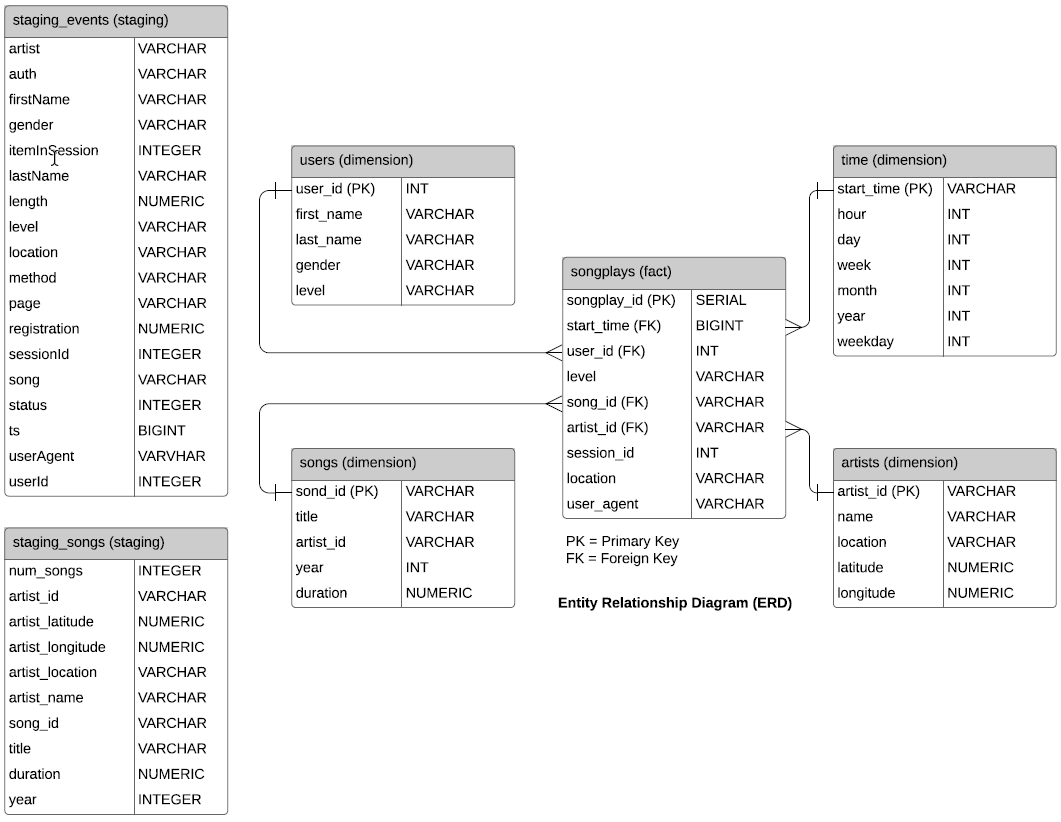 staging_events (staging)
artist VARCHAR
auth VARCHAR
firstName VARCHAR
gender VARCHAR
itemInSession INTEGER
lastName VARCHAR
length NUMERIC
level VARCHAR
location VARCHAR
method VARCHAR
page VARCHAR
registration NUMERIC
sessionId INTEGER
song VARCHAR
status INTEGER
ts BIGINT
userAgent VARVHAR
userId INTEGER
staging_songs (staging)
num_songs INTEGER
artist_id VARCHAR
artist_latitude NUMERIC
artist_longitude NUMERIC
artist_location VARCHAR
artist_name VARCHAR
song_id VARCHAR
title VARCHAR
duration NUMERIC
year INTEGER
users (dimension)
user_id (PK) INT
first_name VARCHAR
last_name VARCHAR
gender VARCHAR
level VARCHAR
songs (dimension)
sond_id (PK) VARCHAR
title VARCHAR
artist_id VARCHAR
year INT
duration NUMERIC
songplays (fact)
songplay_id (PK) SERIAL
start_time (FK) BIGINT
user_id (FK) INT
level VARCHAR
song_id (FK) VARCHAR
artist_id (FK) VARCHAR
session_id INT
location VARCHAR
user_agent VARCHAR
PK = Primary Key
FK = Foreign Key
Entity Relationship Diagram (ERD)
time (dimension)
start_time (PK) VARCHAR
hour INT
day INT
week INT
month INT
year INT
weekday INT
artists (dimension)
artist_id (PK) VARCHAR
name VARCHAR
location VARCHAR
latitude NUMERIC
longitude NUMERIC